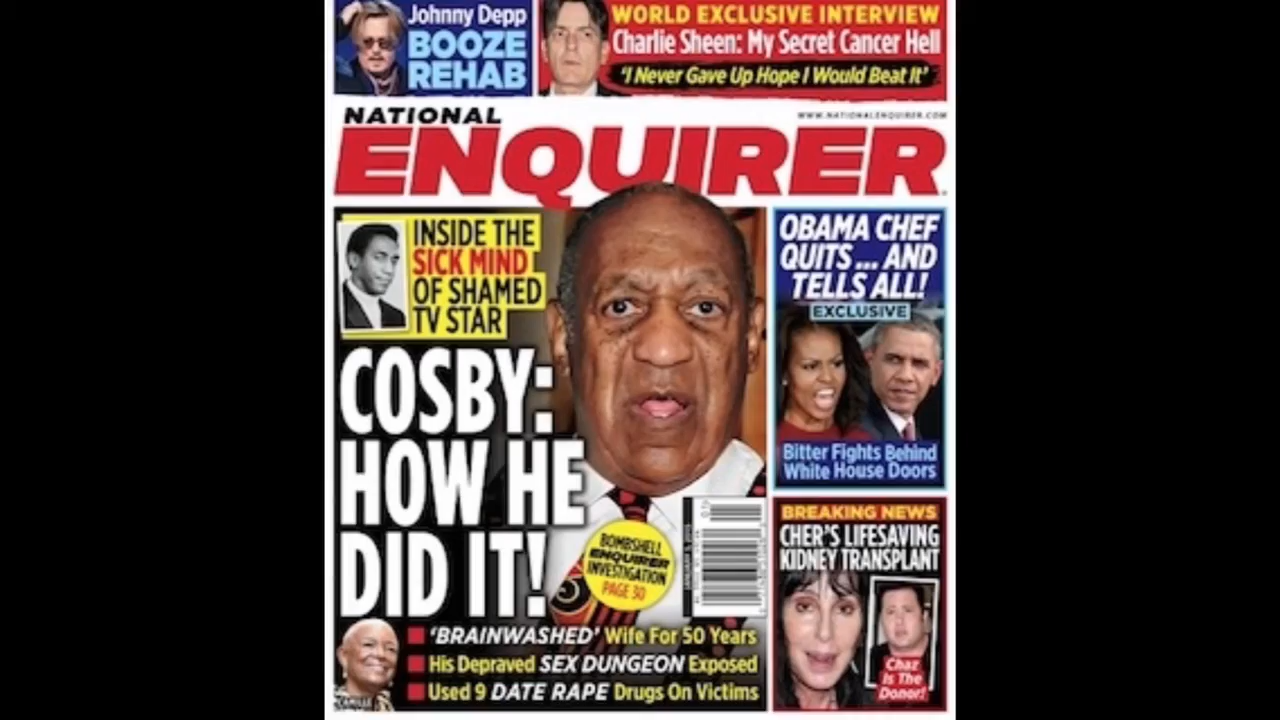 Johnny Depp
BOOZE
REHAB
WORLD EXCLUSIVE INTERVIEW
Charlie Sheen: My Secret Cancer Hell
'I Never Gave Up Hope I Would Beat It'
NATIONAL
WWW.NATIONALENQUIRER.COM
ENQUIRER
INSIDE THE
SICK MIND
OF SHAMED
TV STAR
COSBY:
HOW HE
DID IT!
BOMBSHELL
ENQUIRER
INVESTIGATION
PAGE 30
CAMILLE
'BRAINWASHED' Wife For 50 Years
His Depraved SEX DUNGEON Exposed
Used 9 DATE RAPE Drugs On Victims
OBAMA CHEF
QUITS ... AND
TELLS ALL!
EXCLUSIVE
Bitter Fights Behind
White House Doors
BREAKING NEWS
CHER'S LIFESAVING
KIDNEY TRANSPLANT
Chaz
Is The
Donor!